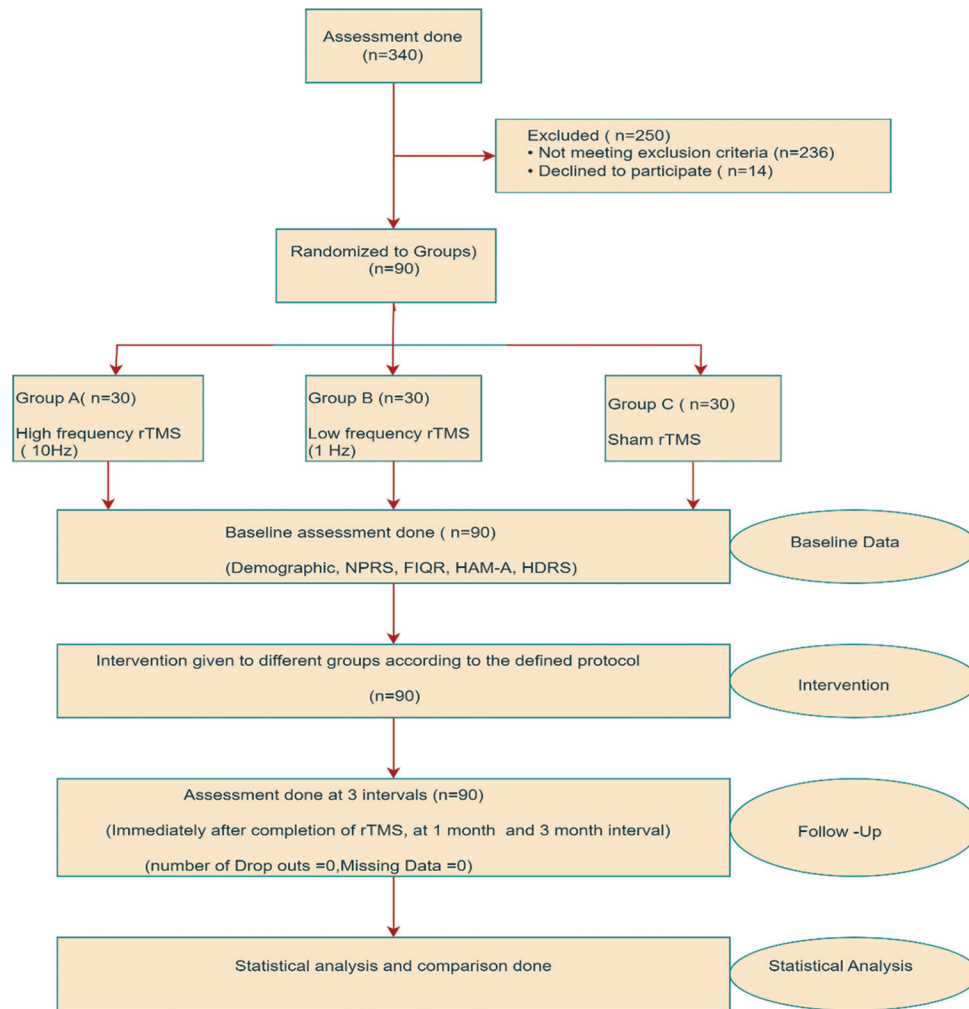 Assessment done
(n=340)
Excluded ( n=250)
• Not meeting exclusion criteria (n=236)
• Declined to participate ( n=14)
Randomized to Groups)
(n=90)
Group A( n=30)
High frequency rTMS
( 10Hz)
Group B (n=30)
Low frequency rTMS
(1 Hz)
Group C ( n=30)
Sham rTMS
Baseline assessment done ( n=90)
(Demographic, NPRS, FIQR, HAM-A, HDRS)
Baseline Data
Intervention given to different groups according to the defined protocol
(n=90)
Intervention
Assessment done at 3 intervals (n=90)
(Immediately after completion of rTMS, at 1 month and 3 month interval)
(number of Drop outs =0,Missing Data =0)
Follow -Up
Statistical analysis and comparison done
Statistical Analysis